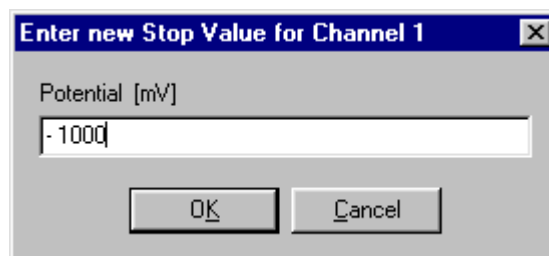 Enter new Stop Value for Channel 1
Potential [mV]
- 1000
OK Cancel